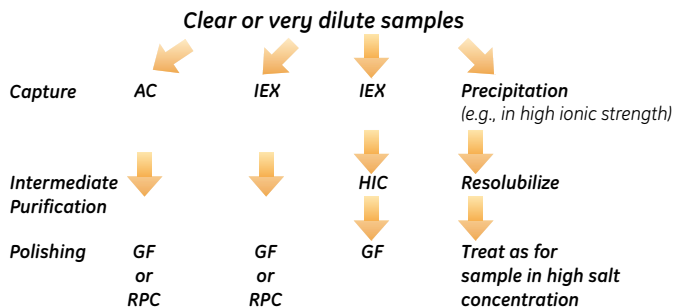 Clear or very dilute samples
Capture AC IEX IEX Precipitation
(e.g., in high ionic strength)
Intermediate HIC Resolubilize
Purification
Polishing GF GF GF Treat as for
or or sample in high salt
RPC RPC concentration